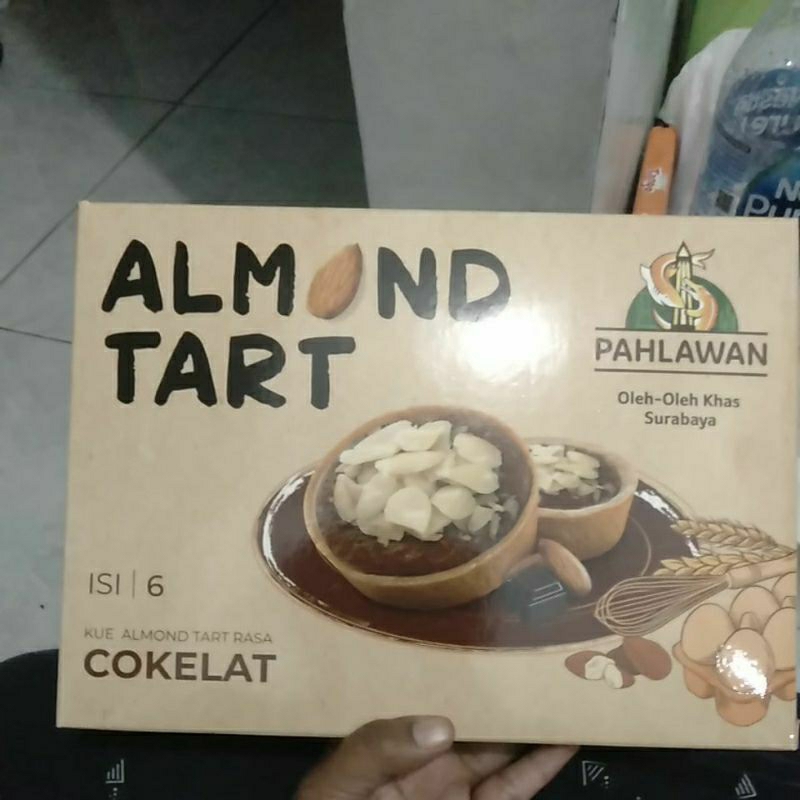 ALMOND
TART
PAHLAWAN
Oleh-Oleh Khas
Surabaya
ISI | 6
KUE ALMOND TART RASA
COKELAT